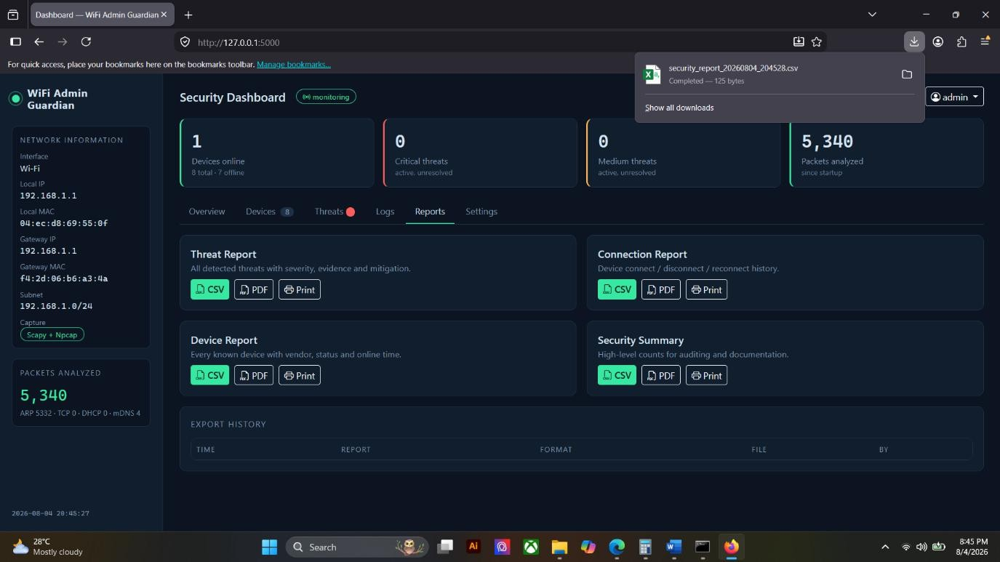 Dashboard — WiFi Admin Guardian
http://127.0.0.1:5000
For quick access, place your bookmarks here on the bookmarks toolbar. Manage bookmarks...
security_report_20260804_204528.csv
Completed — 125 bytes
Show all downloads
WiFi Admin
Guardian
NETWORK INFORMATION
Interface
Wi-Fi
Local IP
192.168.1.1
Local MAC
04:ec:d8:69:55:0f
Gateway IP
192.168.1.1
Gateway MAC
f4:2d:06:b6:a3:4a
Subnet
192.168.1.0/24
Capture
Scapy + Npcap
PACKETS ANALYZED
5,340
ARP 5332 · TCP 0 · DHCP 0 · mDNS 4
2026-08-04 20:45:27
Security Dashboard
monitoring
admin
1
Devices online
8 total · 7 offline
0
Critical threats
active, unresolved
0
Medium threats
active, unresolved
5,340
Packets analyzed
since startup
Overview Devices 8 Threats Logs Reports Settings
Threat Report
All detected threats with severity, evidence and mitigation.
CSV PDF Print
Connection Report
Device connect / disconnect / reconnect history.
CSV PDF Print
Device Report
Every known device with vendor, status and online time.
CSV PDF Print
Security Summary
High-level counts for auditing and documentation.
CSV PDF Print
EXPORT HISTORY
TIME REPORT FORMAT FILE BY
28°C
Mostly cloudy
Search
Ai
8:45 PM
8/4/2026